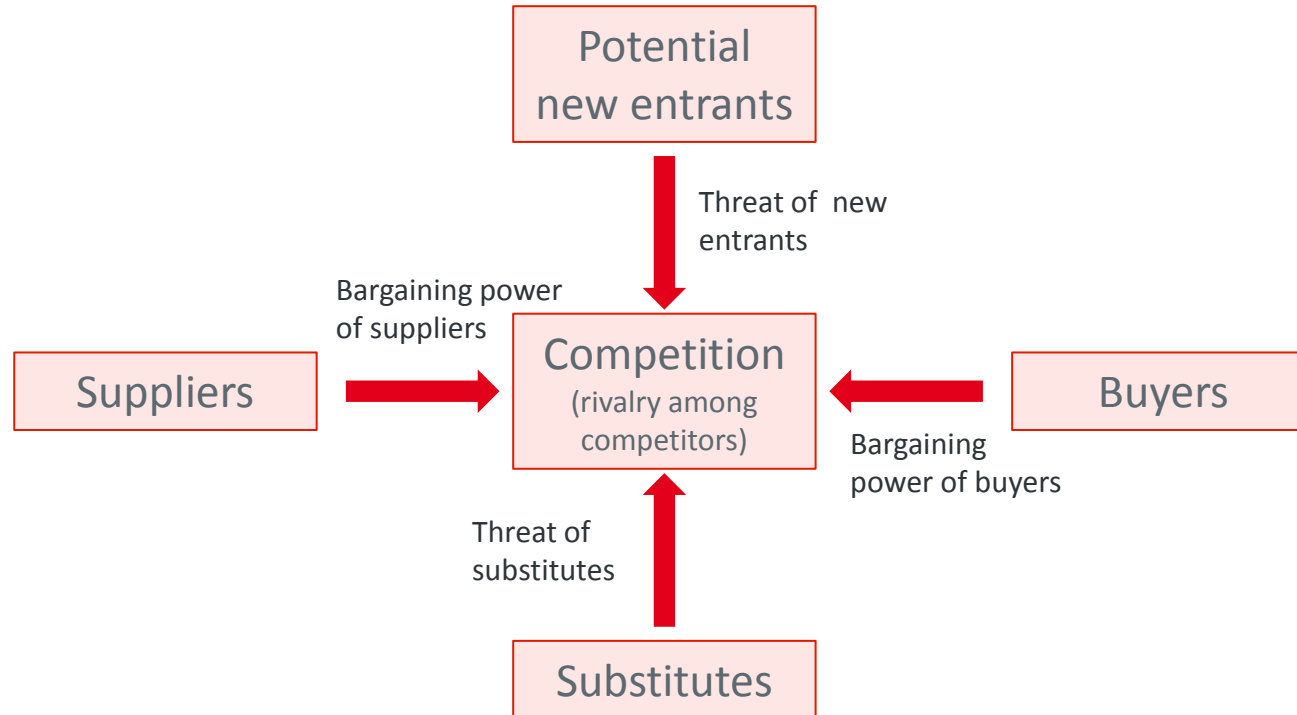 Potential
new entrants
Threat of  new
entrants
Bargaining power
of suppliers
Suppliers
Competition
(rivalry among
competitors)
Buyers
Bargaining
power of buyers
Threat of
substitutes
Substitutes